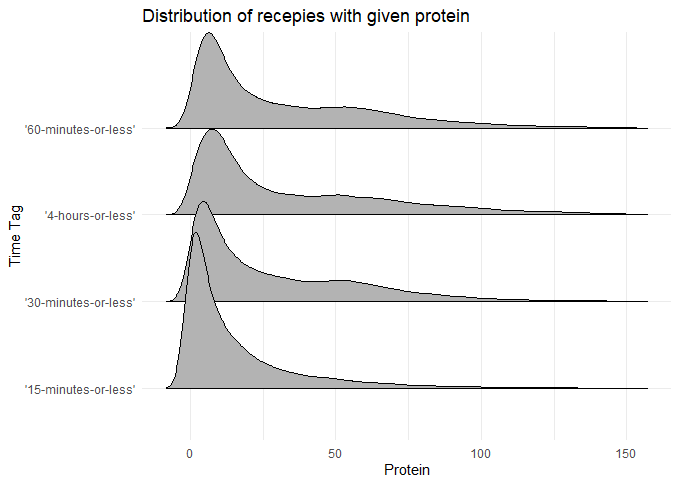 Distribution of recepies with given protein
Time Tag
'60-minutes-or-less'
'4-hours-or-less'
'30-minutes-or-less'
'15-minutes-or-less'
0 50 100 150
Protein